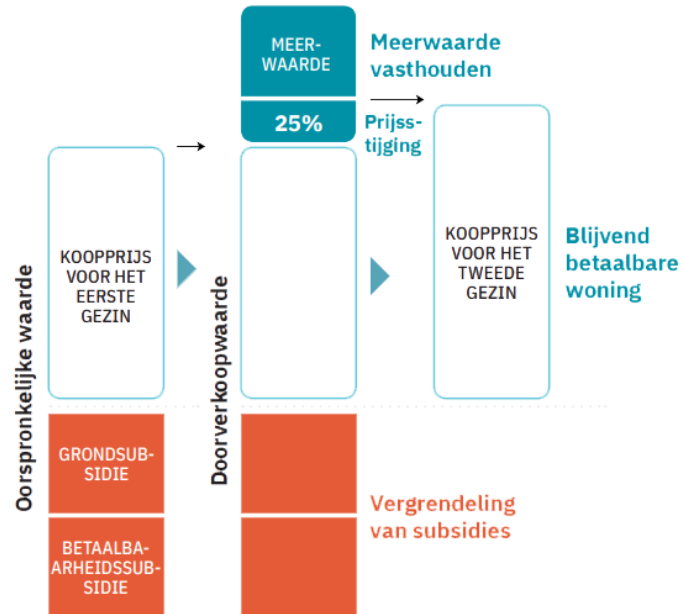 MEER-
WAARDE
Meerwaarde
vasthouden
25%
Prijss-
tijging
Oorspronkelijke waarde
KOOPPRIJS
VOOR HET
EERSTE
GEZIN
Doorverkoopwaarde
KOOPPRIJS
VOOR HET
TWEEDE
GEZIN
Blijvend
betaalbare
woning
GRONDSUB-
SIDIE
BETAALBA-
ARHEIDSSUB-
SIDIE
Vergrendeling
van subsidies